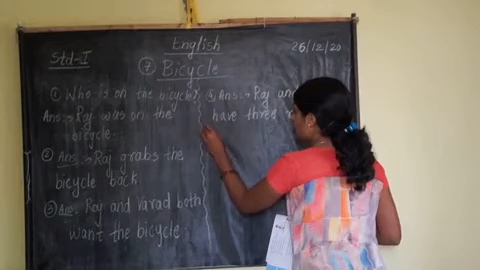 English
Std-I
26/12/20
7 Bicycle
1 Who is on the bicycle?
Ans:- Raj was on the
bicycle.
2 Ans:- Raj grabs the
bicycle back
3 Ans:- Raj and Varad both
want the bicycle.
4 Ans:- Raj
have three